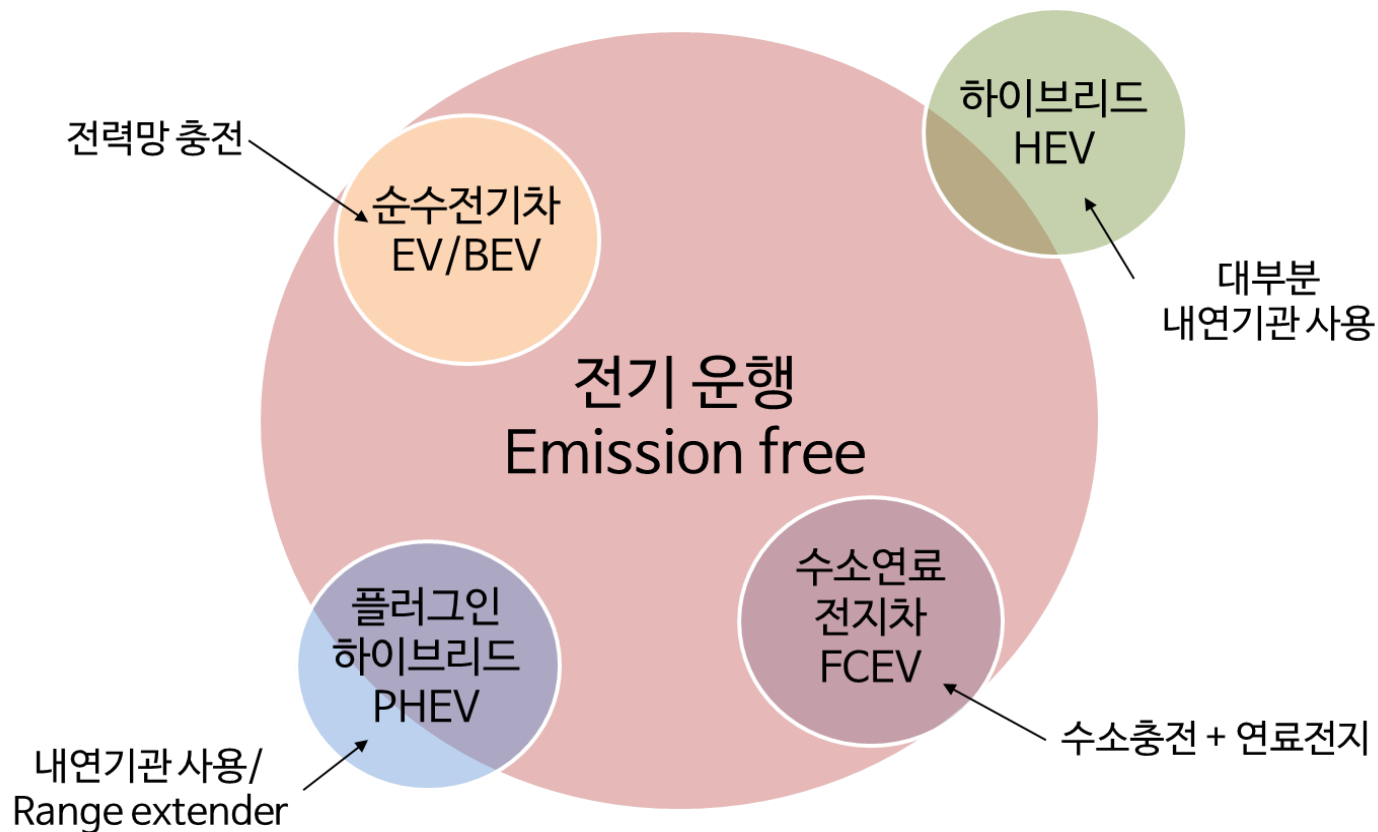 하이브리드
HEV
전력망 충전
순수전기차
EV/BEV
대부분
내연기관 사용
전기 운행
Emission free
수소연료
전지차
FCEV
플러그인
하이브리드
PHEV
수소충전 + 연료전지
내연기관 사용/
Range extender